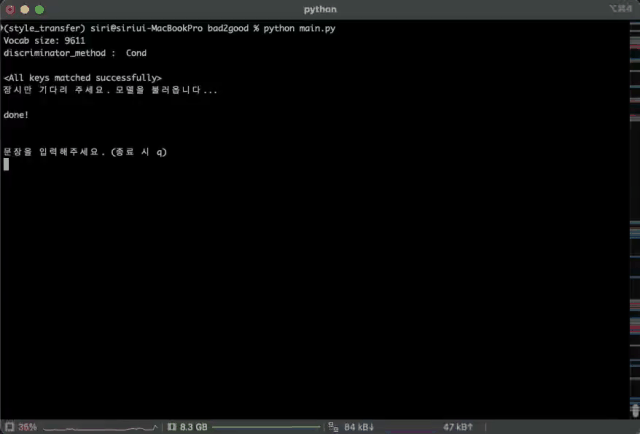 python
(style_transfer) siri@siriui-MacBookPro bad2good % python main.py
Vocab size: 9611
discriminator_method :  Cond
<All keys matched successfully>
잠시만 기다려 주세요. 모델을 불러옵니다...
done!
문장을 입력해주세요. (종료 시 q)
36% 8.3 GB 84 kB↓ 47 kB↑